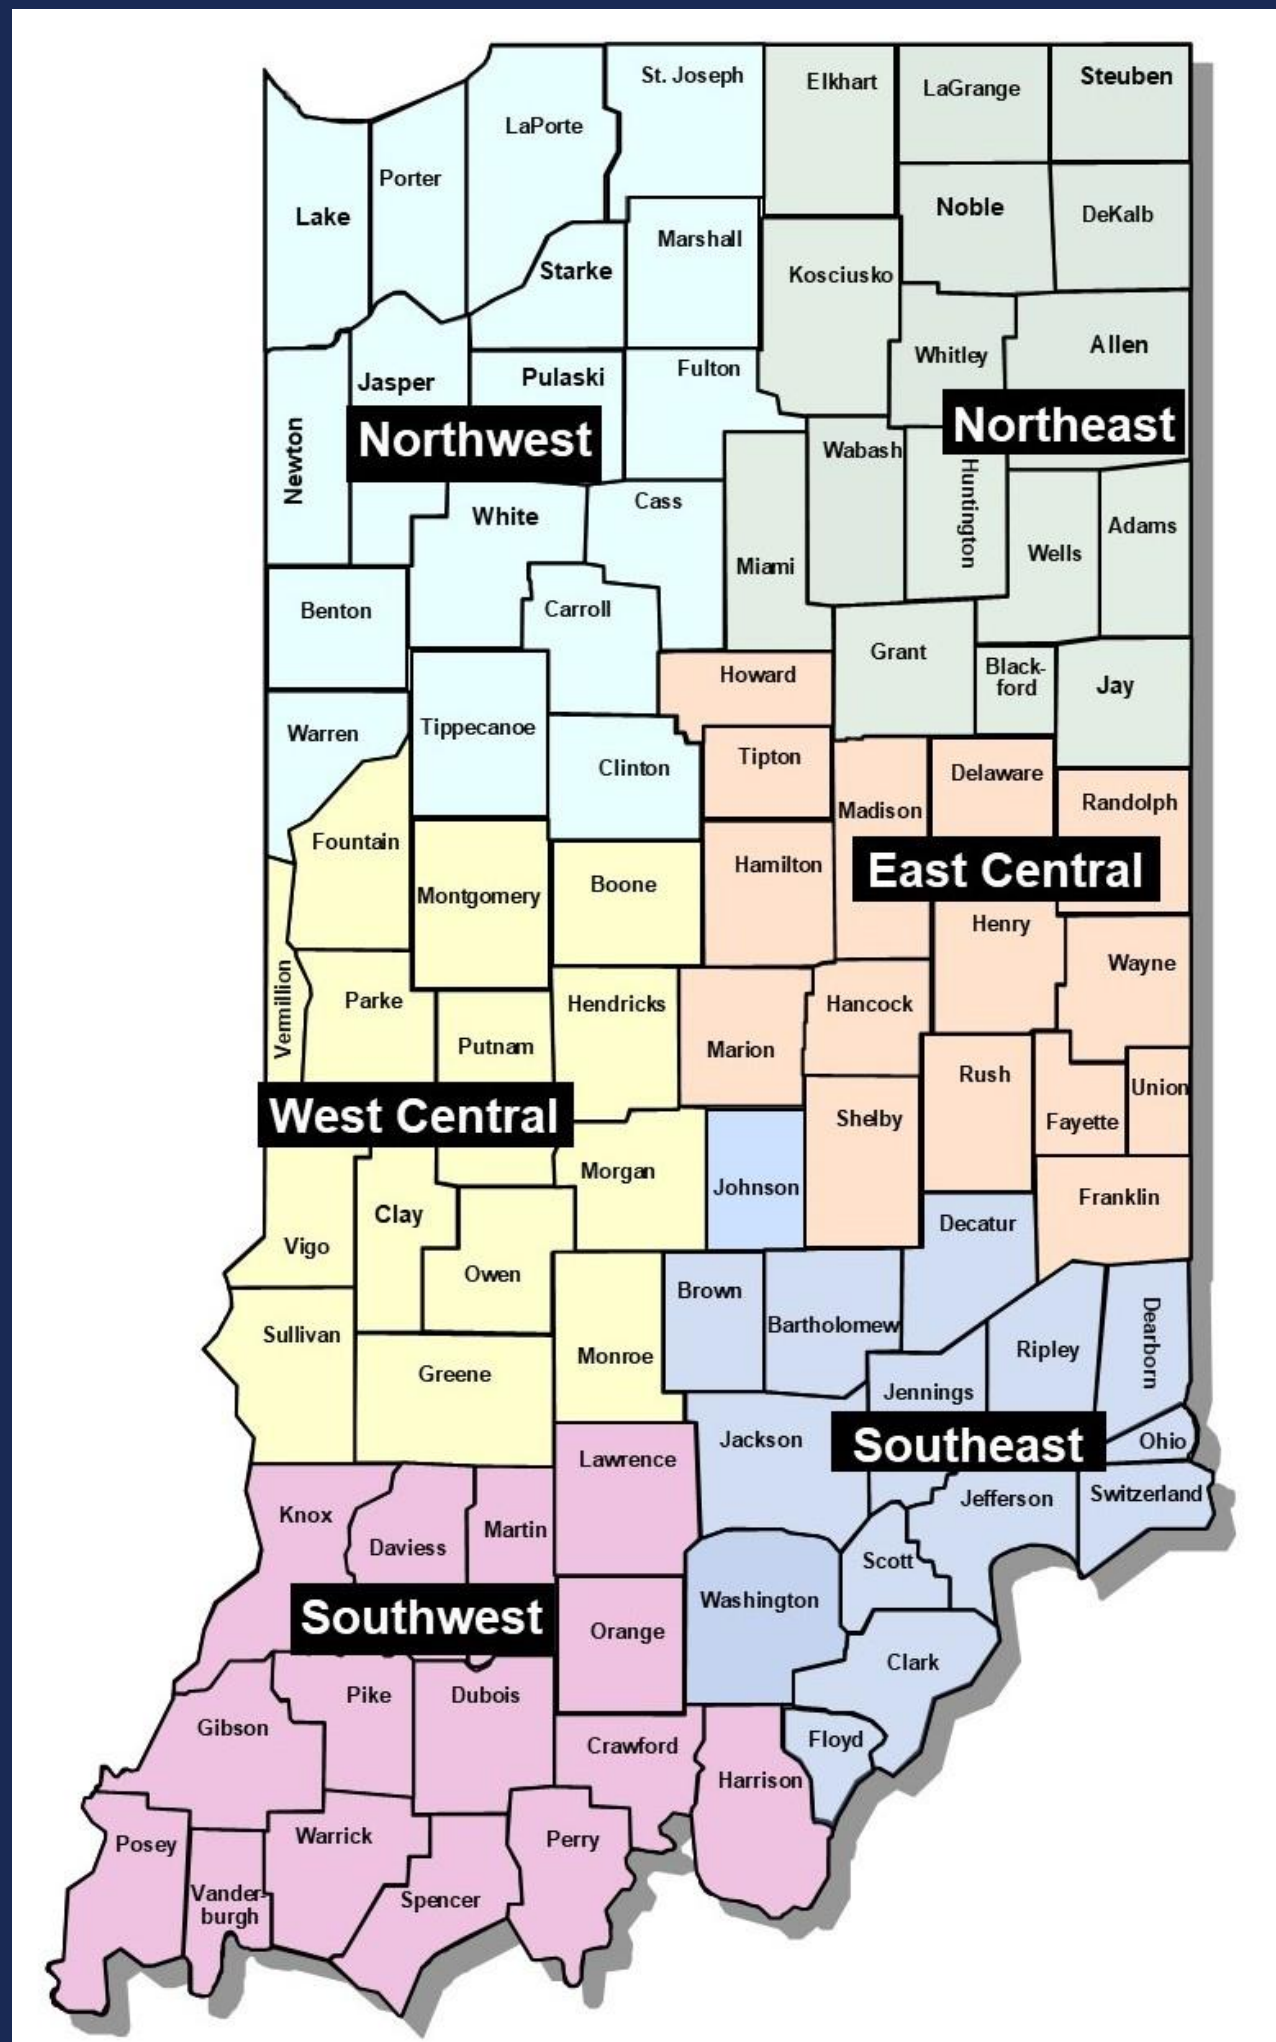 St. Joseph
Elkhart
LaGrange
Steuben
LaPorte
Porter
Lake
Noble
DeKalb
Marshall
Starke
Kosciusko
Allen
Whitley
Fulton
Pulaski
Jasper
Northwest
Northeast
Newton
Wabash
Huntington
Cass
White
Adams
Wells
Miami
Benton
Carroll
Grant
Black-
ford
Jay
Howard
Warren
Tippecanoe
Clinton
Tipton
Delaware
Randolph
Madison
Fountain
Hamilton
East Central
Montgomery
Boone
Henry
Wayne
Vermillion
Parke
Hendricks
Hancock
Putnam
Marion
Rush
Union
West Central
Shelby
Fayette
Morgan
Johnson
Franklin
Clay
Decatur
Vigo
Owen
Brown
Bartholomew
Dearborn
Sullivan
Greene
Monroe
Ripley
Jennings
Jackson
Southeast
Ohio
Lawrence
Switzerland
Jefferson
Knox
Daviess
Martin
Scott
Washington
Southwest
Orange
Clark
Pike
Dubois
Gibson
Crawford
Floyd
Harrison
Posey
Warrick
Perry
Vander-
burgh
Spencer